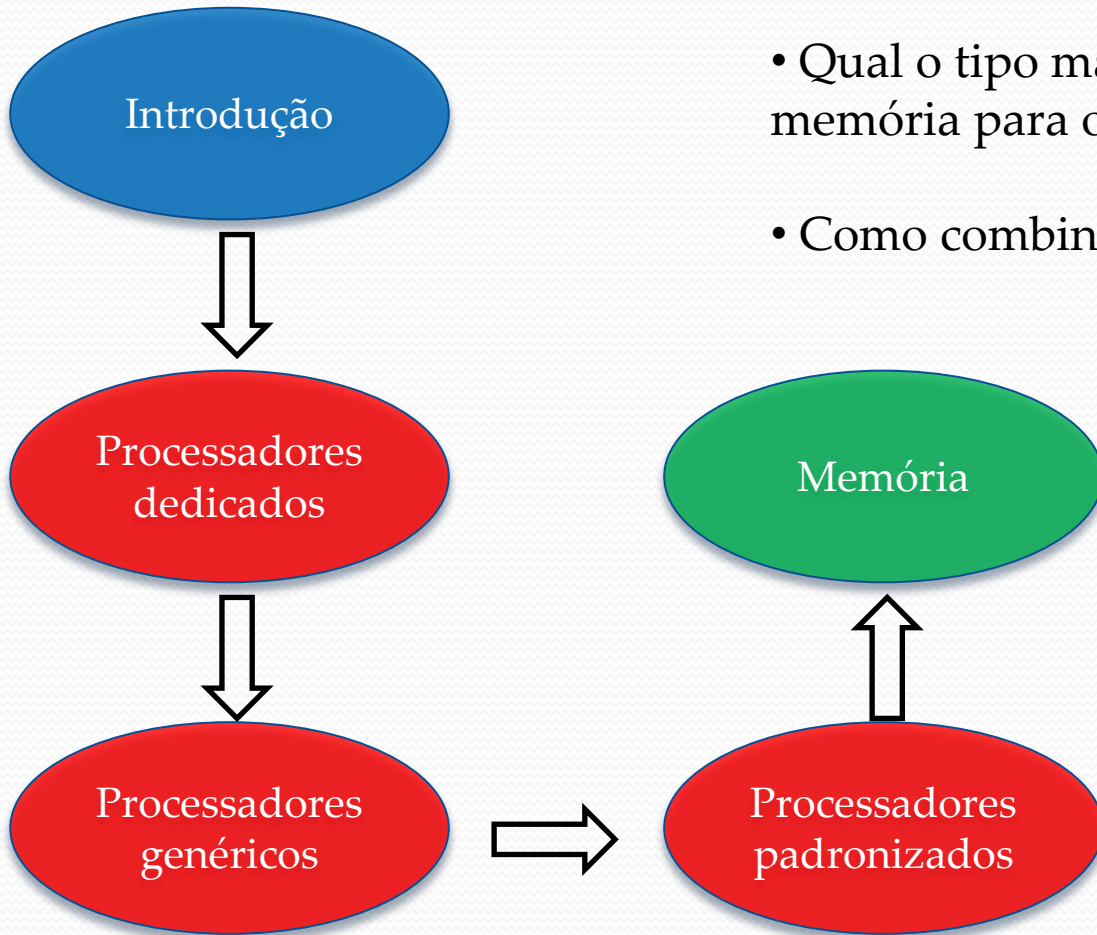 Introdução
• Qual o tipo
memória para
• Como
Processadores
dedicados
Memória
Processadores
genéricos
Processadores
padronizados